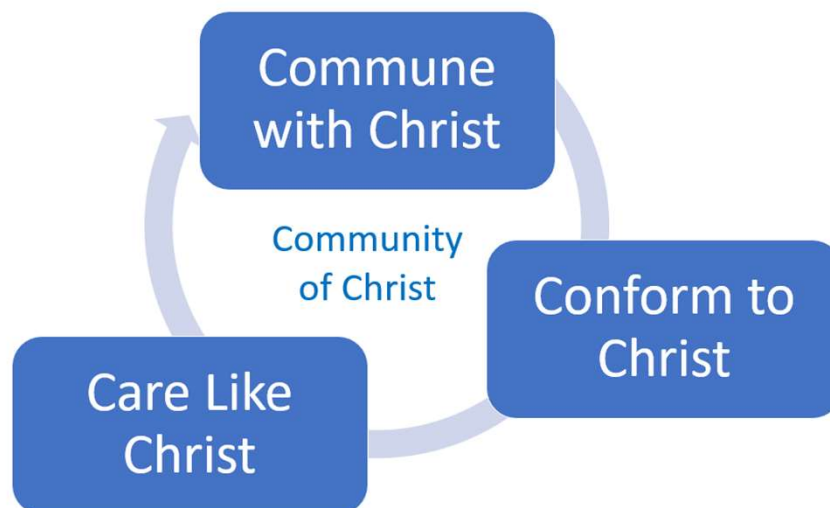 Commune
with Christ
Community
of Christ
Conform to
Christ
Care Like
Christ